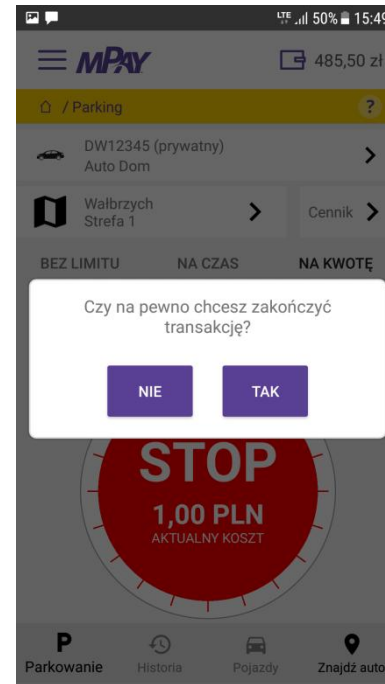 LTE 50% 15:49
mPAY 485,50 zł
/ Parking ?
DW12345 (prywatny)
Auto Dom
Wałbrzych
Strefa 1
Cennik
BEZ LIMITU NA CZAS NA KWOTĘ
Czy na pewno chcesz zakończyć
transakcję?
NIE TAK
STOP
1,00 PLN
AKTUALNY KOSZT
P
Parkowanie Historia Pojazdy Znajdź auto